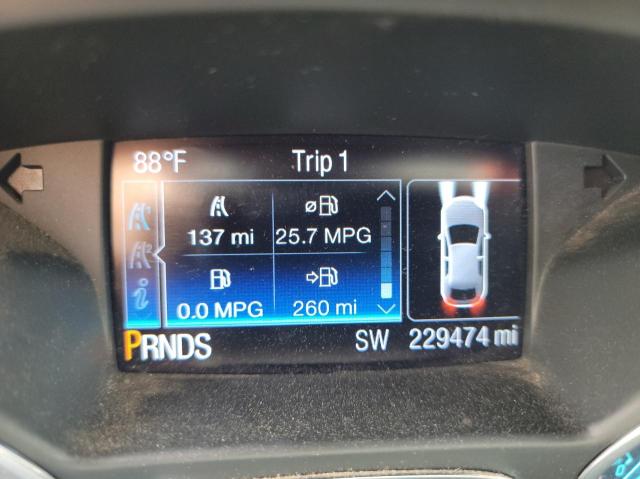 88°F Trip 1
137 mi ⌀ 25.7 MPG
0.0 MPG 260 mi
PRNDS SW 229474 mi